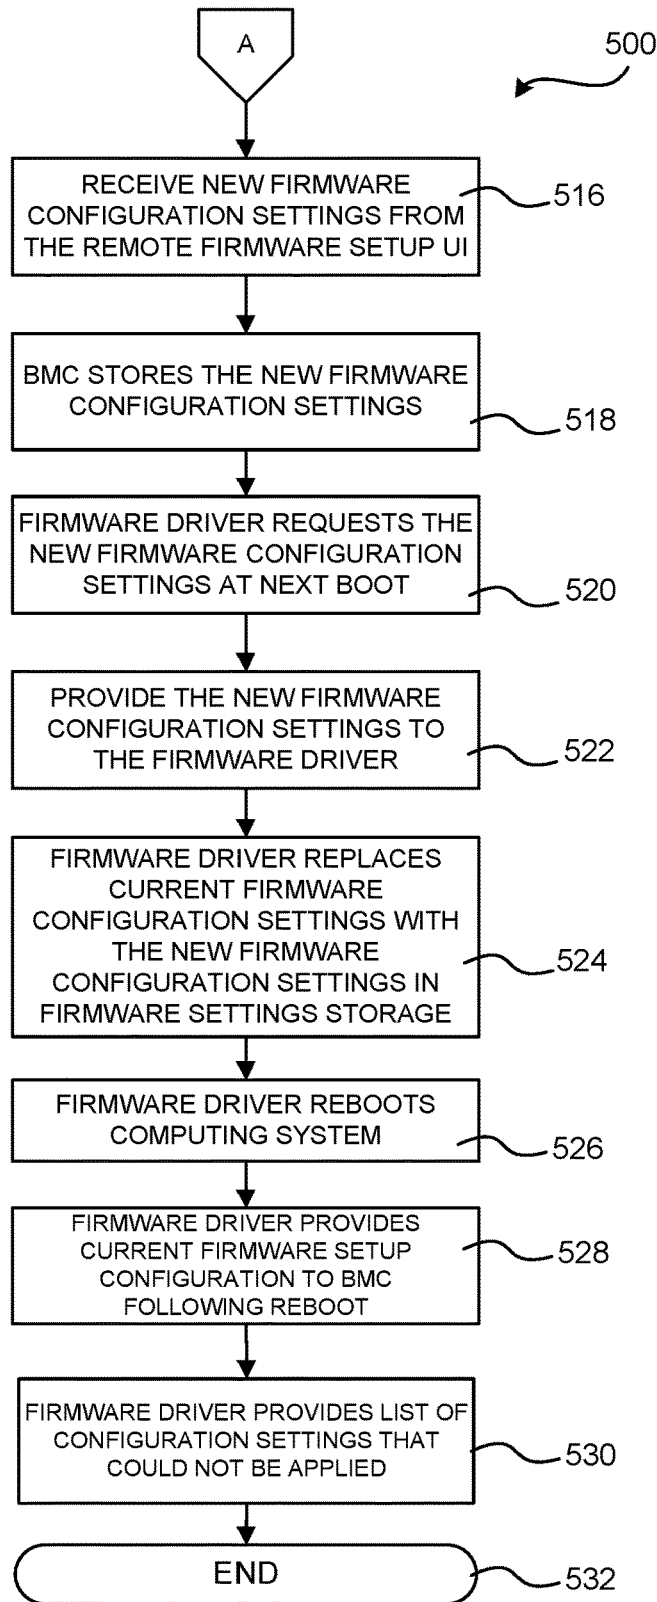 A
500
RECEIVE NEW FIRMWARE
CONFIGURATION SETTINGS FROM
THE REMOTE FIRMWARE SETUP UI
516
BMC STORES THE NEW FIRMWARE
CONFIGURATION SETTINGS
518
FIRMWARE DRIVER REQUESTS THE
NEW FIRMWARE CONFIGURATION
SETTINGS AT NEXT BOOT
520
PROVIDE THE NEW FIRMWARE
CONFIGURATION SETTINGS TO
THE FIRMWARE DRIVER
522
FIRMWARE DRIVER REPLACES
CURRENT FIRMWARE
CONFIGURATION SETTINGS WITH
THE NEW FIRMWARE
CONFIGURATION SETTINGS IN
FIRMWARE SETTINGS STORAGE
524
FIRMWARE DRIVER REBOOTS
COMPUTING SYSTEM
526
FIRMWARE DRIVER PROVIDES
CURRENT FIRMWARE SETUP
CONFIGURATION TO BMC
FOLLOWING REBOOT
528
FIRMWARE DRIVER PROVIDES LIST OF
CONFIGURATION SETTINGS THAT
COULD NOT BE APPLIED
530
END
532